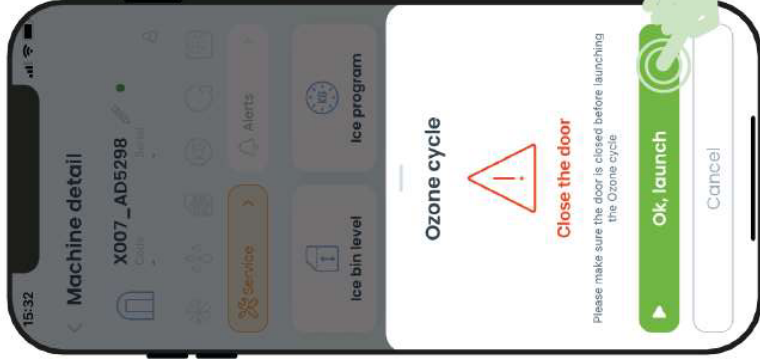 15:32
Machine detail
X007_AD5298
Code
Serial
-
-
Service
Alerts
Ice bin level
Ice program
Ozone cycle
Close the door
Please make sure the door is closed before launching
the Ozone cycle
Ok, launch
Cancel